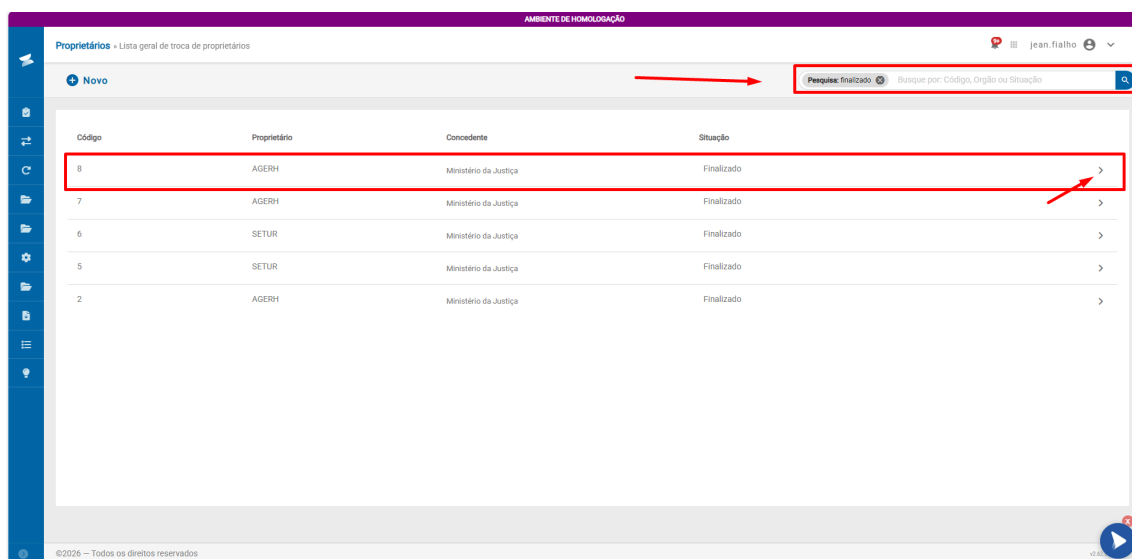 AMBIENTE DE HOMOLOGAÇÃO
Proprietários » Lista geral de troca de proprietários
9+
jean.fialho
Novo
Pesquisa: finalizado
Busque por: Código, Orgão ou Situação
Código Proprietário Concedente Situação
8 AGERH Ministério da Justiça Finalizado
7 AGERH Ministério da Justiça Finalizado
6 SETUR Ministério da Justiça Finalizado
5 SETUR Ministério da Justiça Finalizado
2 AGERH Ministério da Justiça Finalizado
©2026 — Todos os direitos reservados